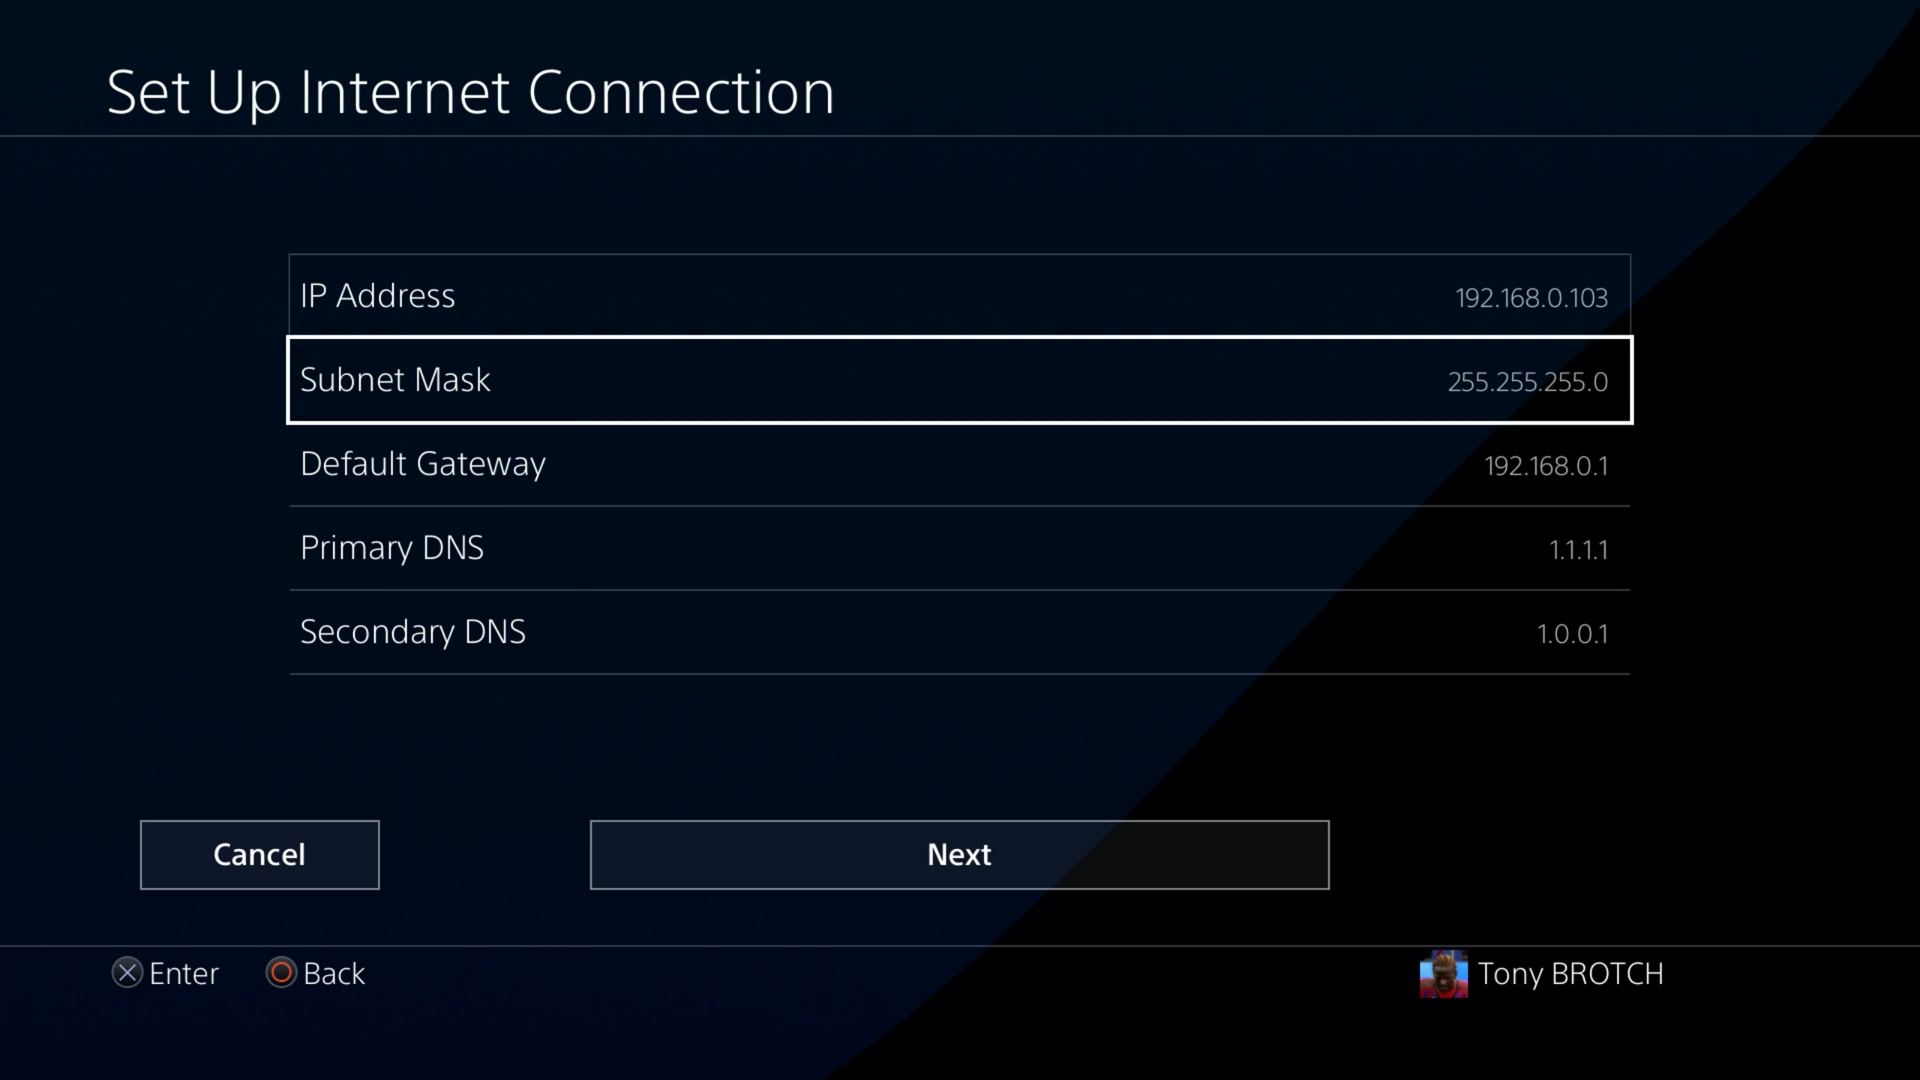 Set Up Internet Connection
IP Address 192.168.0.103
Subnet Mask 255.255.255.0
Default Gateway 192.168.0.1
Primary DNS 1.1.1.1
Secondary DNS 1.0.0.1
Cancel Next
Enter Back Tony BROTCH